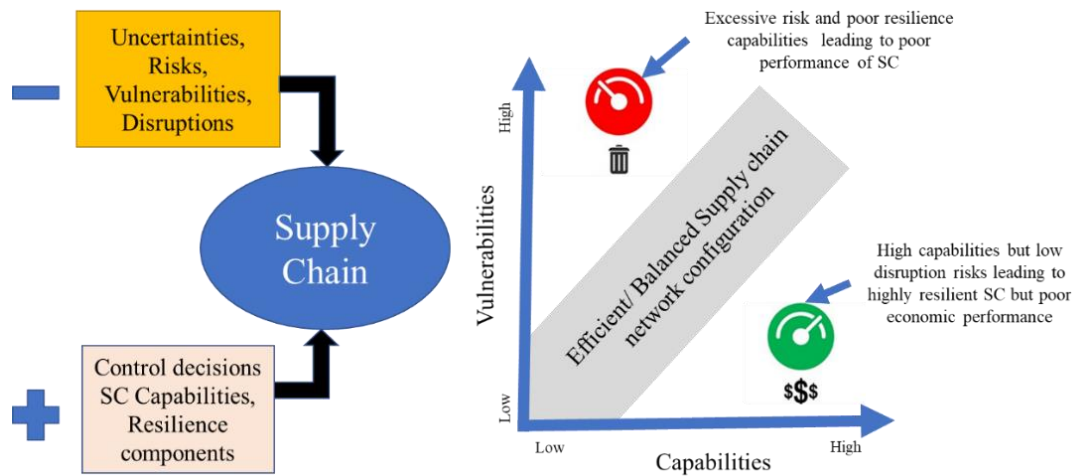 Uncertainties,
Risks,
Vulnerabilities,
Disruptions
Supply
Chain
Control decisions
SC Capabilities,
Resilience
components
Excessive risk and poor resilience
capabilities leading to poor
performance of SC
High
Vulnerabilities
Low
Efficient/ Balanced Supply chain
network configuration
High capabilities but low
disruption risks leading to
highly resilient SC but poor
economic performance
$$$
Low
High
Capabilities